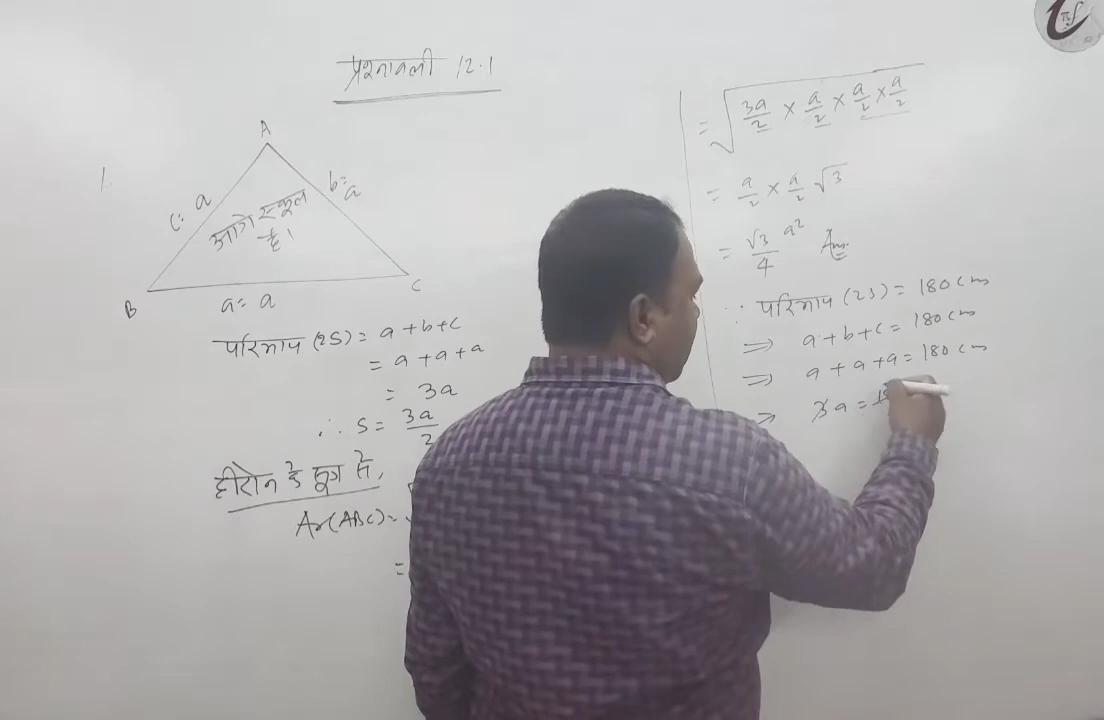 प्रश्नावली 12.1
1.
A
c = a
b = a
आगे स्कूल
है।
B
C
a = a
परिमाप (2S) = a + b + c
= a + a + a
= 3a
∴ S = 3a/2
हीरोन के सूत्र से,
Ar(ABC) =
=
= √(3a/2 × a/2 × a/2 × a/2)
= a/2 × a/2 √3
= √3/4 a² Ans.
∵ परिमाप (2S) = 180 cm
⇒ a + b + c = 180 cm
⇒ a + a + a = 180 cm
⇒ 3a =